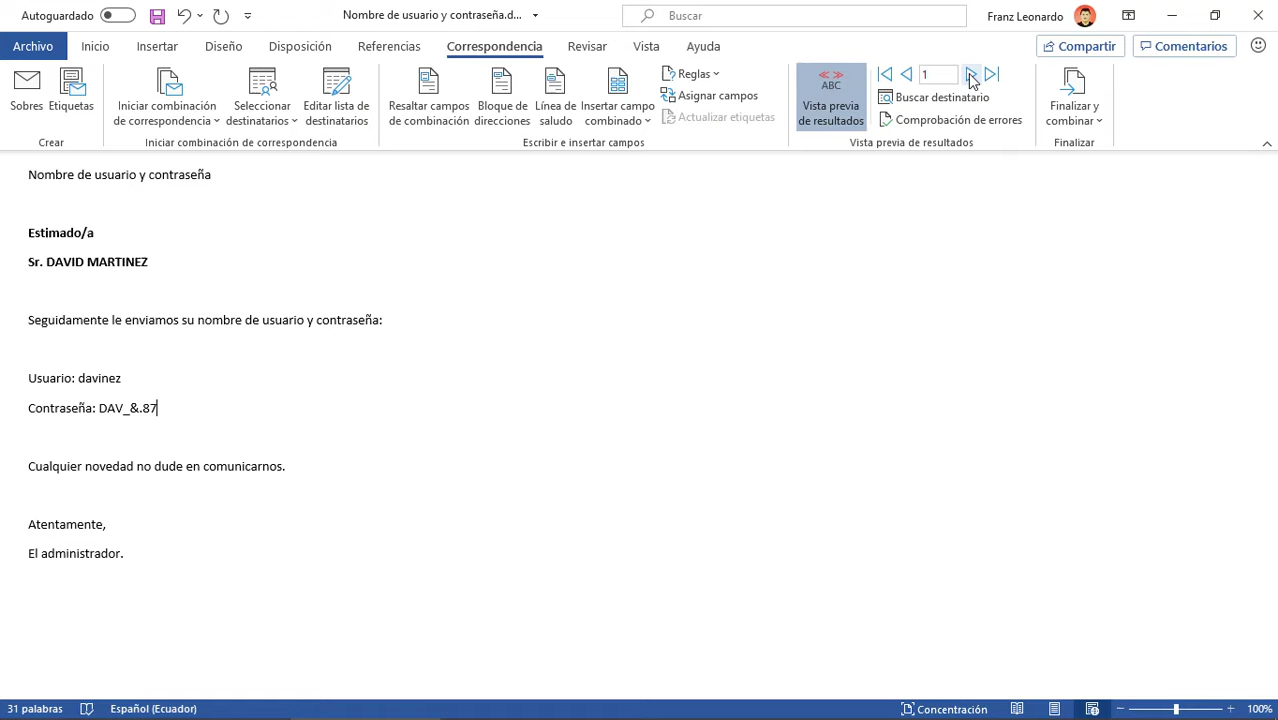 Autoguardado
Nombre de usuario y contraseña.d...
Buscar
Franz Leonardo
Archivo Inicio Insertar Diseño Disposición Referencias Correspondencia Revisar Vista Ayuda Compartir Comentarios
Sobres
Etiquetas
Crear
Iniciar combinación
de correspondencia
Seleccionar
destinatarios
Editar lista de
destinatarios
Iniciar combinación de correspondencia
Resaltar campos
de combinación
Bloque de
direcciones
Línea de
saludo
Insertar campo
combinado
Reglas
Asignar campos
Actualizar etiquetas
Escribir e insertar campos
ABC
Vista previa
de resultados
1
Buscar destinatario
Comprobación de errores
Vista previa de resultados
Finalizar y
combinar
Finalizar
Nombre de usuario y contraseña
Estimado/a
Sr. DAVID MARTINEZ
Seguidamente le enviamos su nombre de usuario y contraseña:
Usuario: davinez
Contraseña: DAV_&.87
Cualquier novedad no dude en comunicarnos.
Atentamente,
El administrador.
31 palabras Español (Ecuador) Concentración 100%